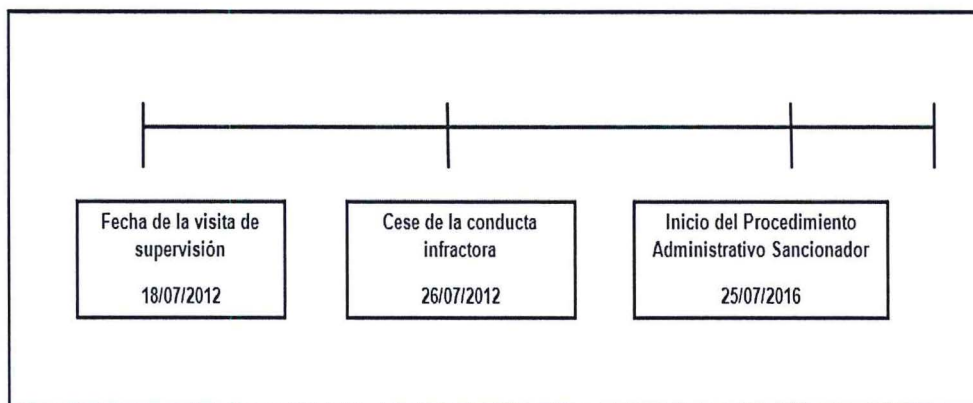 Fecha de la visita de
supervisión
18/07/2012
Cese de la conducta
infractora
26/07/2012
Inicio del Procedimiento
Administrativo Sancionador
25/07/2016